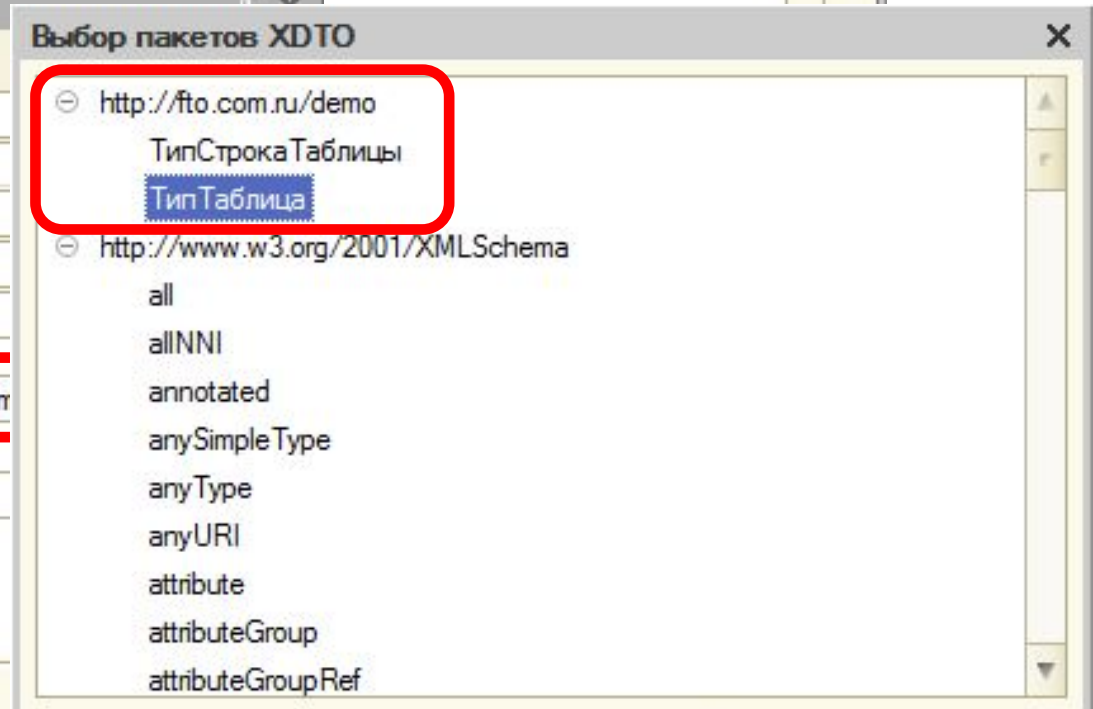 Выбор пакетов XDTO
http://fto.com.ru/demo
ТипСтрокаТаблицы
ТипТаблица
http://www.w3.org/2001/XMLSchema
all
allNNI
annotated
anySimpleType
anyType
anyURI
attribute
attributeGroup
attributeGroupRef